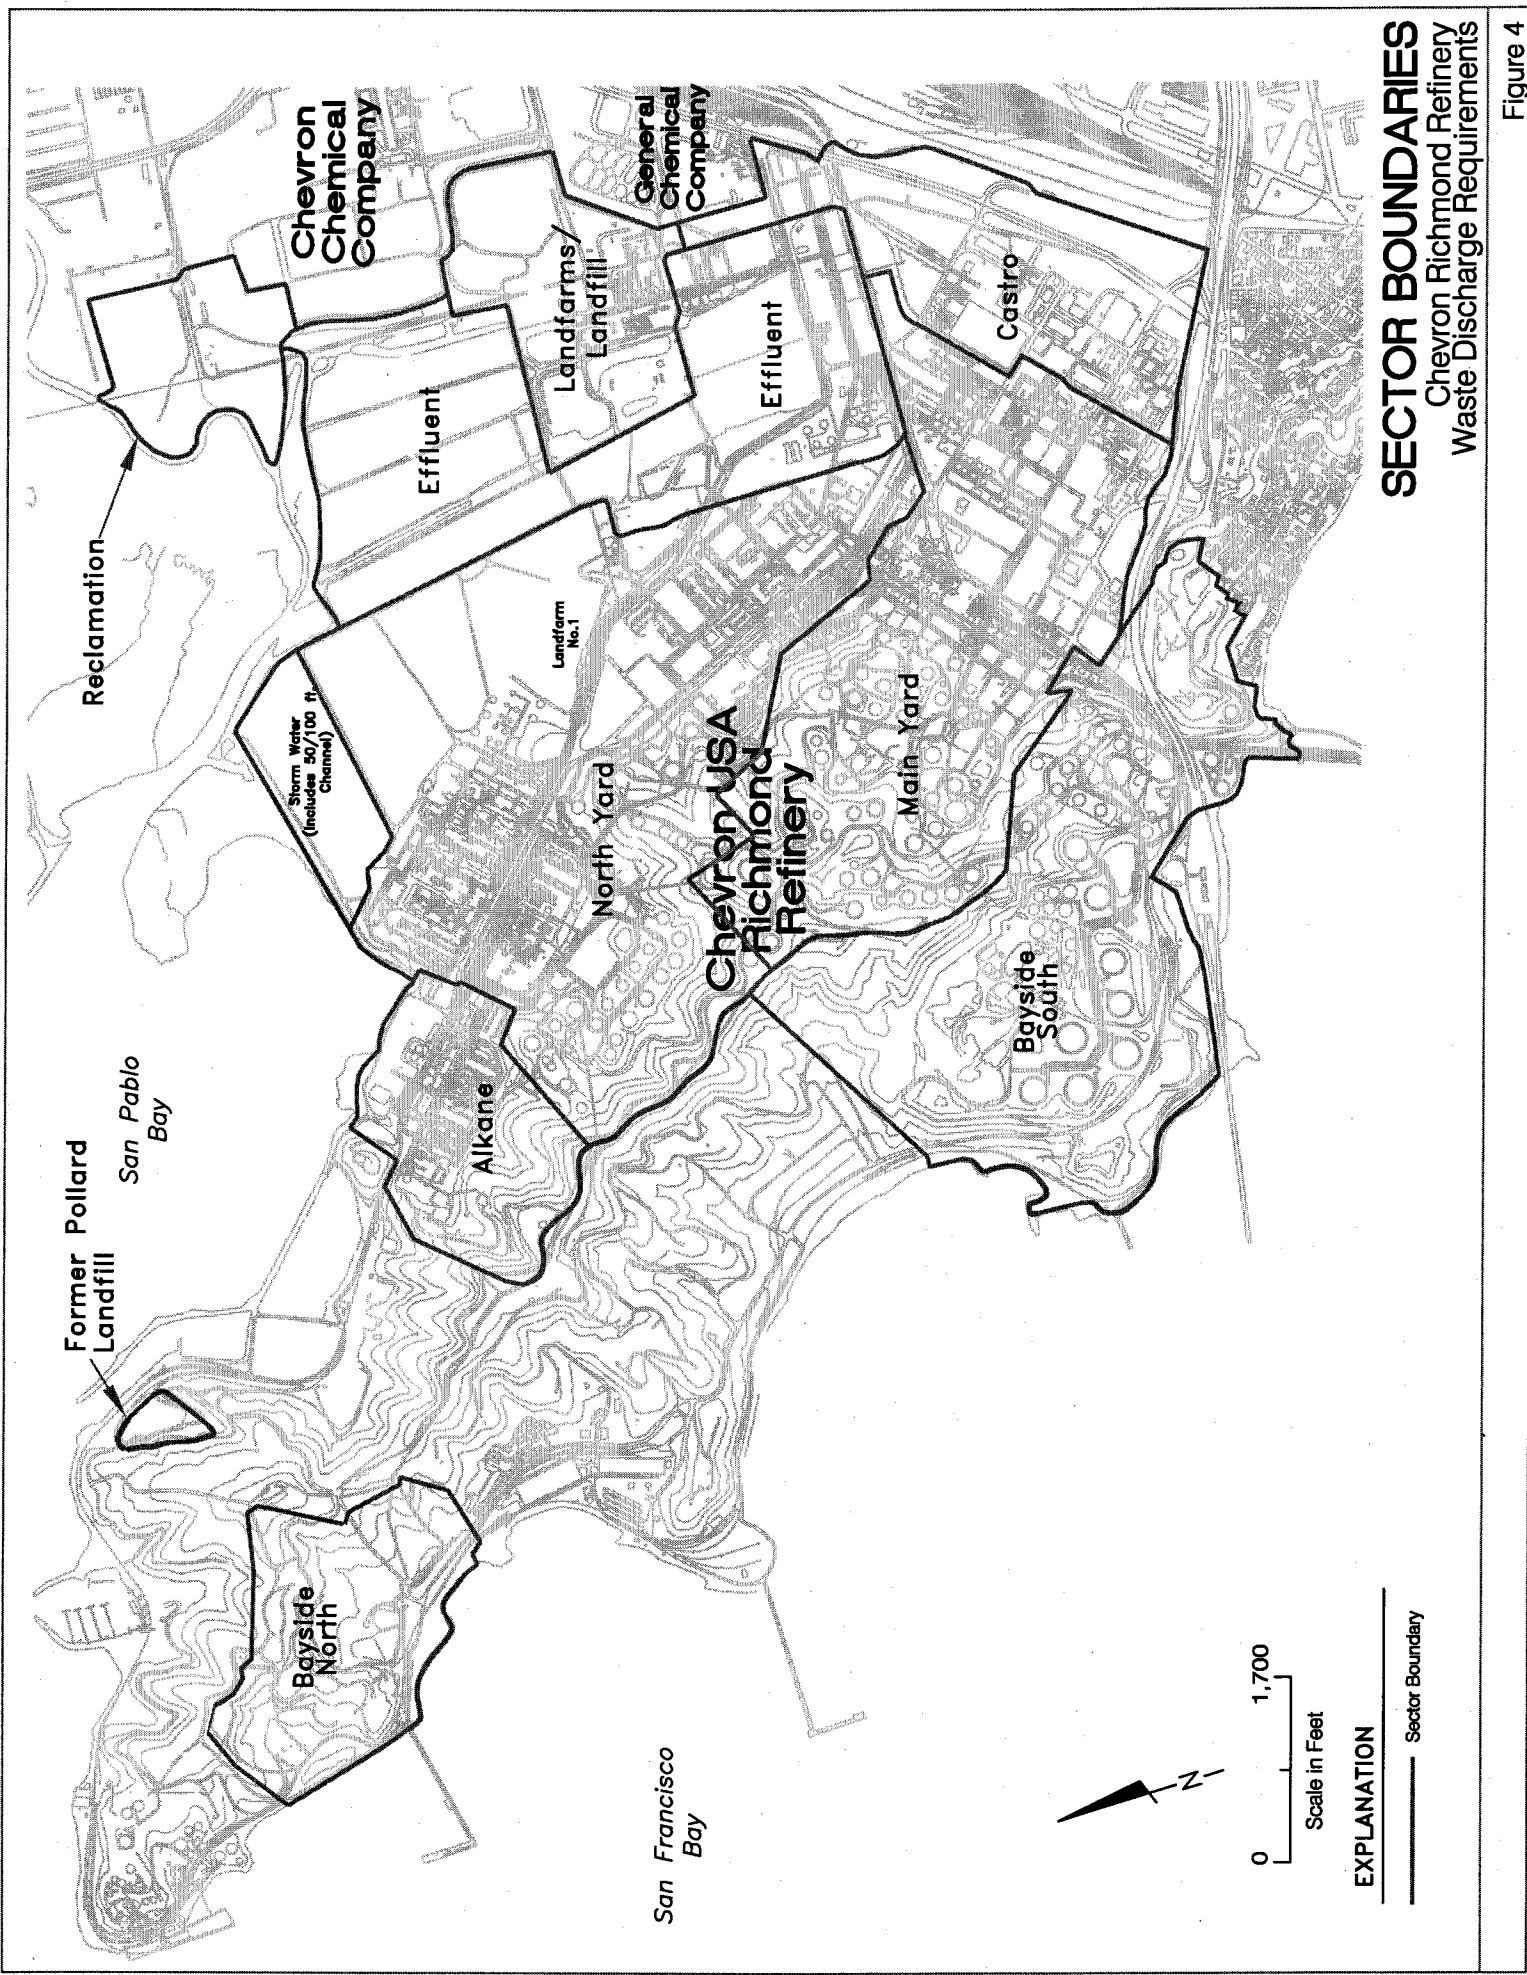 Former Pollard
Landfill
San Pablo
Bay
Reclamation
Chevron
Chemical
Company
Bayside
North
Storm Water
(includes 50/100 ft.
Channel)
Effluent
Alkane
Landfarm
No.1
Landfarms/
Landfill
General
Chemical
Company
North Yard
Effluent
San Francisco
Bay
Chevron USA
Richmond
Refinery
Main Yard
Castro
Bayside
South
N
0 1,700
Scale in Feet
EXPLANATION
Sector Boundary
SECTOR BOUNDARIES
Chevron Richmond Refinery
Waste Discharge Requirements
Figure 4